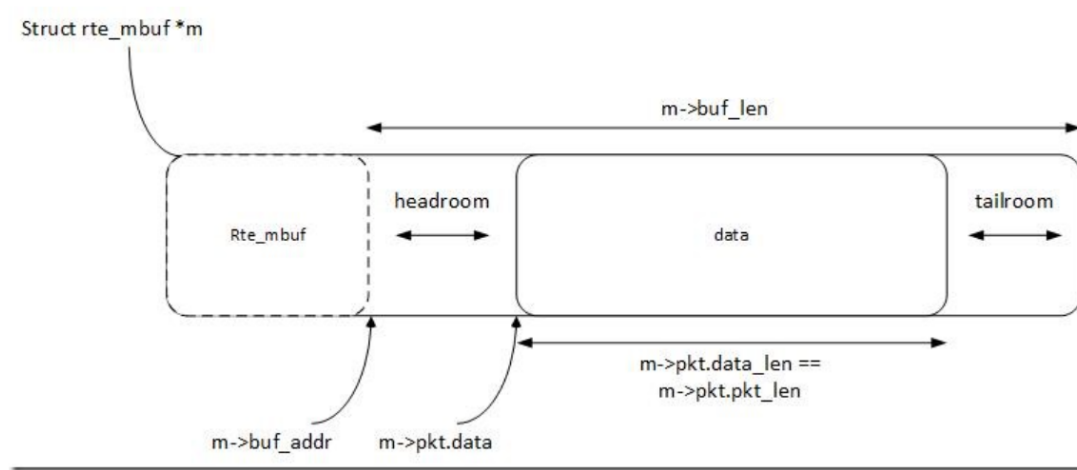 Struct rte_mbuf *m
m->buf_len
headroom
tailroom
Rte_mbuf
data
m->pkt.data_len ==
m->pkt.pkt_len
m->buf_addr
m->pkt.data